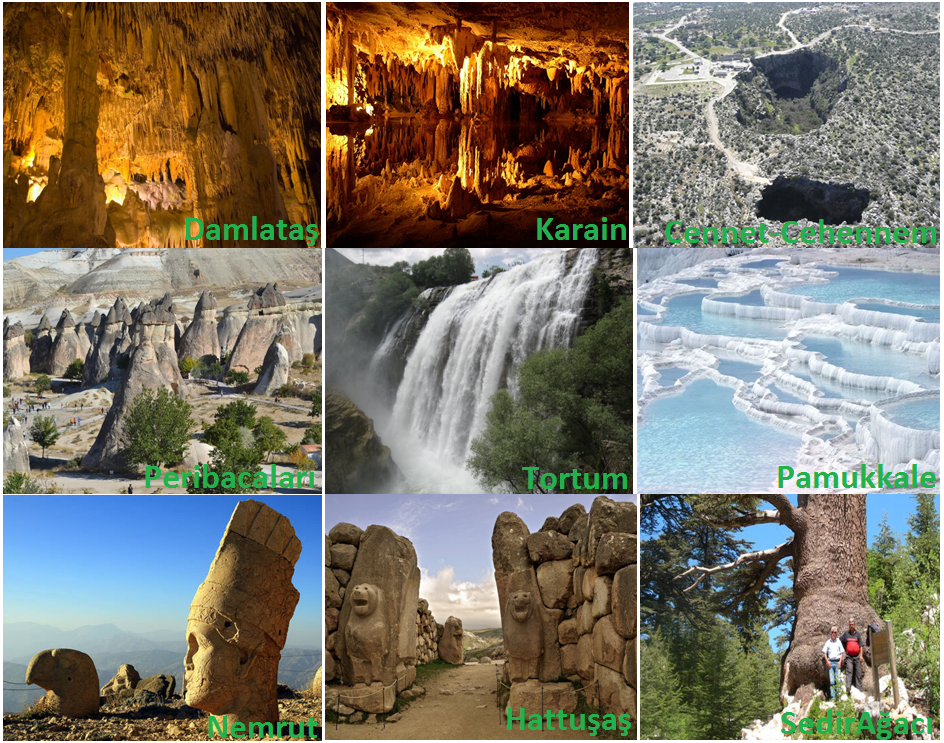 Damlataş
Karain
Cennet-Cehennem
Peribacaları
Tortum
Pamukkale
Nemrut
Hattuşaş
SedirAğacı